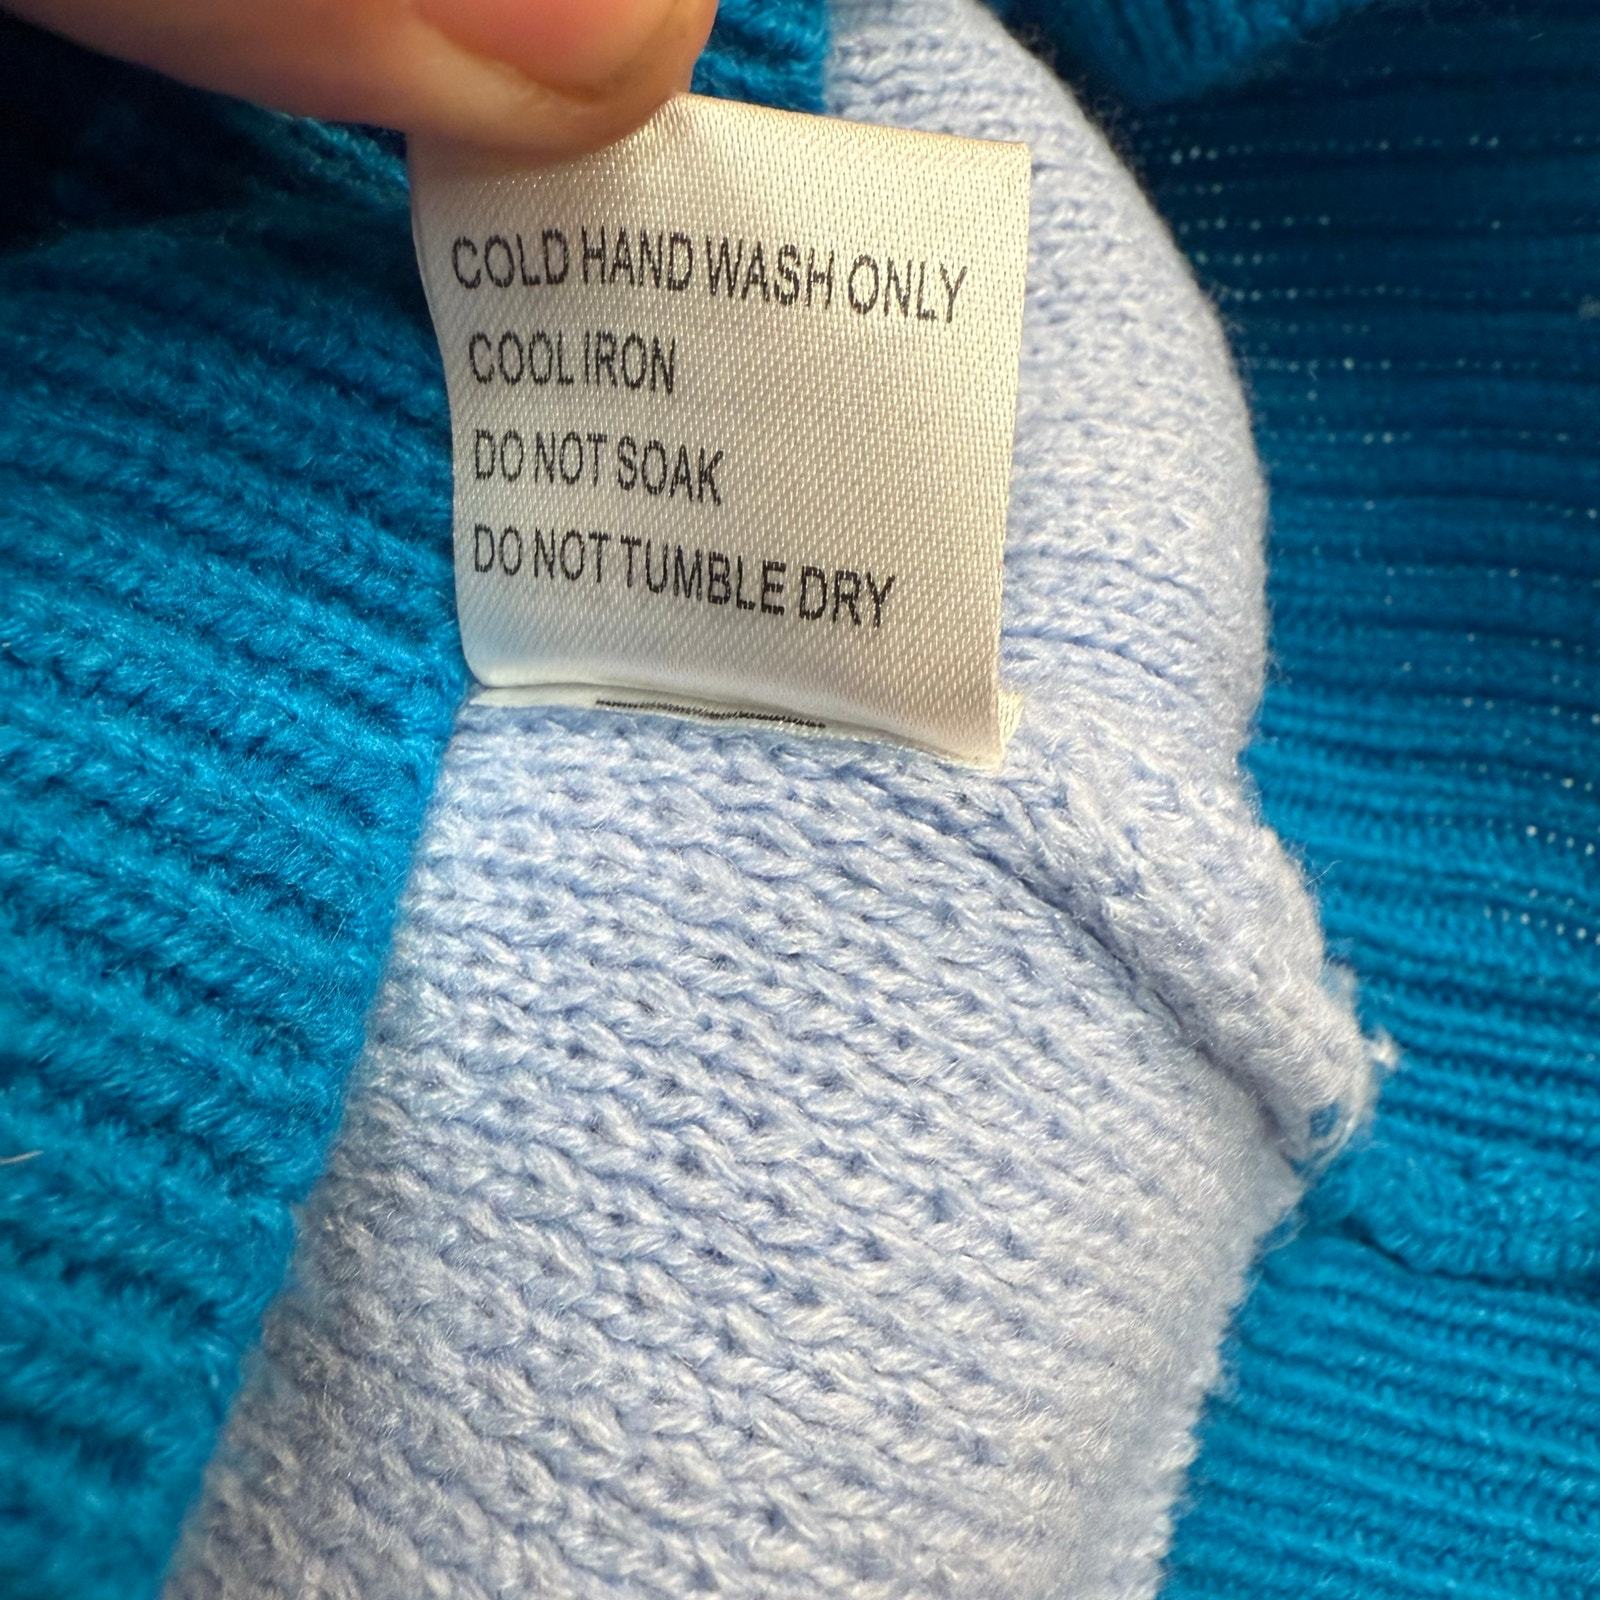 COLD HAND WASH ONLY
COOL IRON
DO NOT SOAK
DO NOT TUMBLE DRY